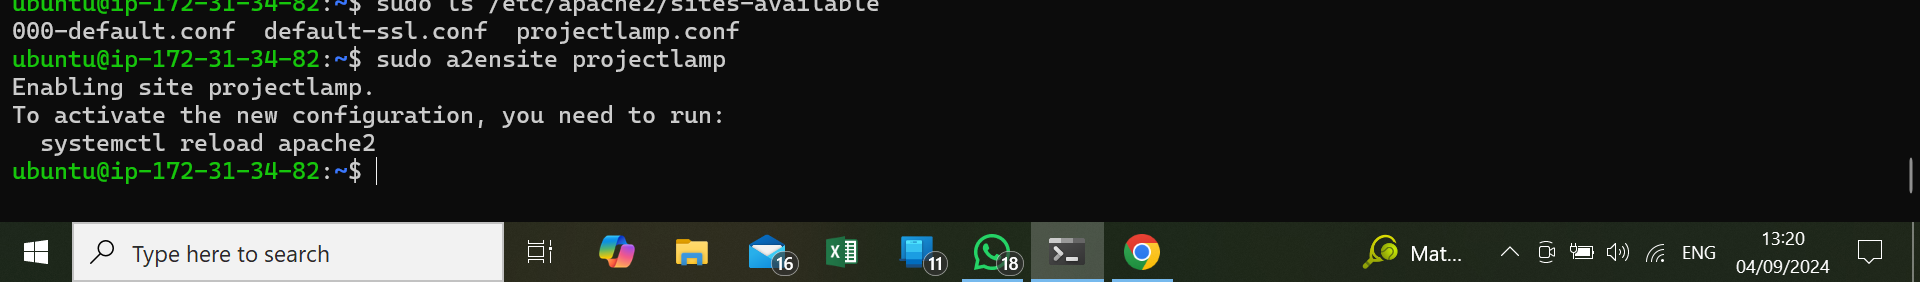 ubuntu@ip-172-31-34-82:~$ sudo ls /etc/apache2/sites-available
000-default.conf  default-ssl.conf  projectlamp.conf
ubuntu@ip-172-31-34-82:~$ sudo a2ensite projectlamp
Enabling site projectlamp.
To activate the new configuration, you need to run:
  systemctl reload apache2
ubuntu@ip-172-31-34-82:~$
Type here to search
16
11
18
Mat...
ENG
13:20
04/09/2024